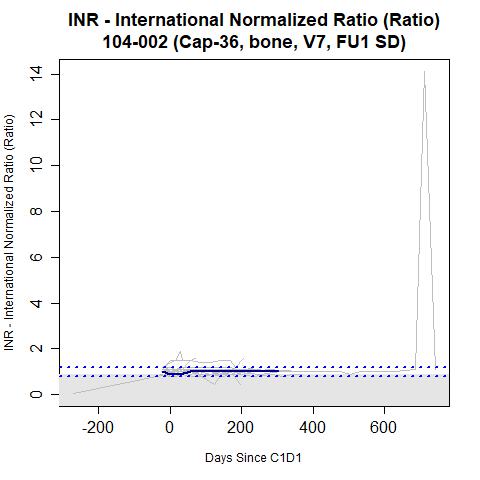 INR - International Normalized Ratio (Ratio)
104-002 (Cap-36, bone, V7, FU1 SD)
INR - International Normalized Ratio (Ratio)
14
12
10
8
6
4
2
0
-200 0 200 400 600
Days Since C1D1